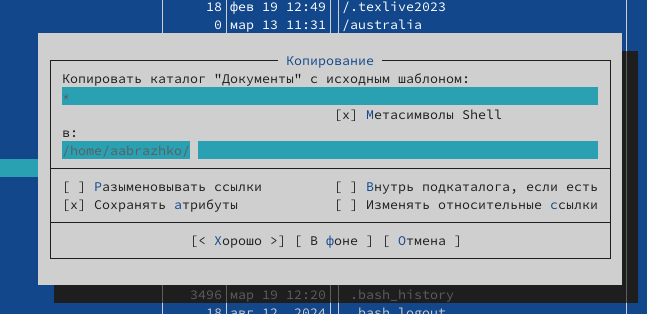 18 фев 19 12:49 /.texlive2023
0 мар 13 11:31 /australia
Копирование
Копировать каталог "Документы" с исходным шаблоном:
*
[x] Метасимволы Shell
в:
/home/aabrazhko/
[ ] Разыменовывать ссылки [ ] Внутрь подкаталога, если есть
[x] Сохранять атрибуты [ ] Изменять относительные ссылки
[< Хорошо >] [ В фоне ] [ Отмена ]
3496 мар 19 12:20 .bash_history
18 авг 12 2024 .bash_logout